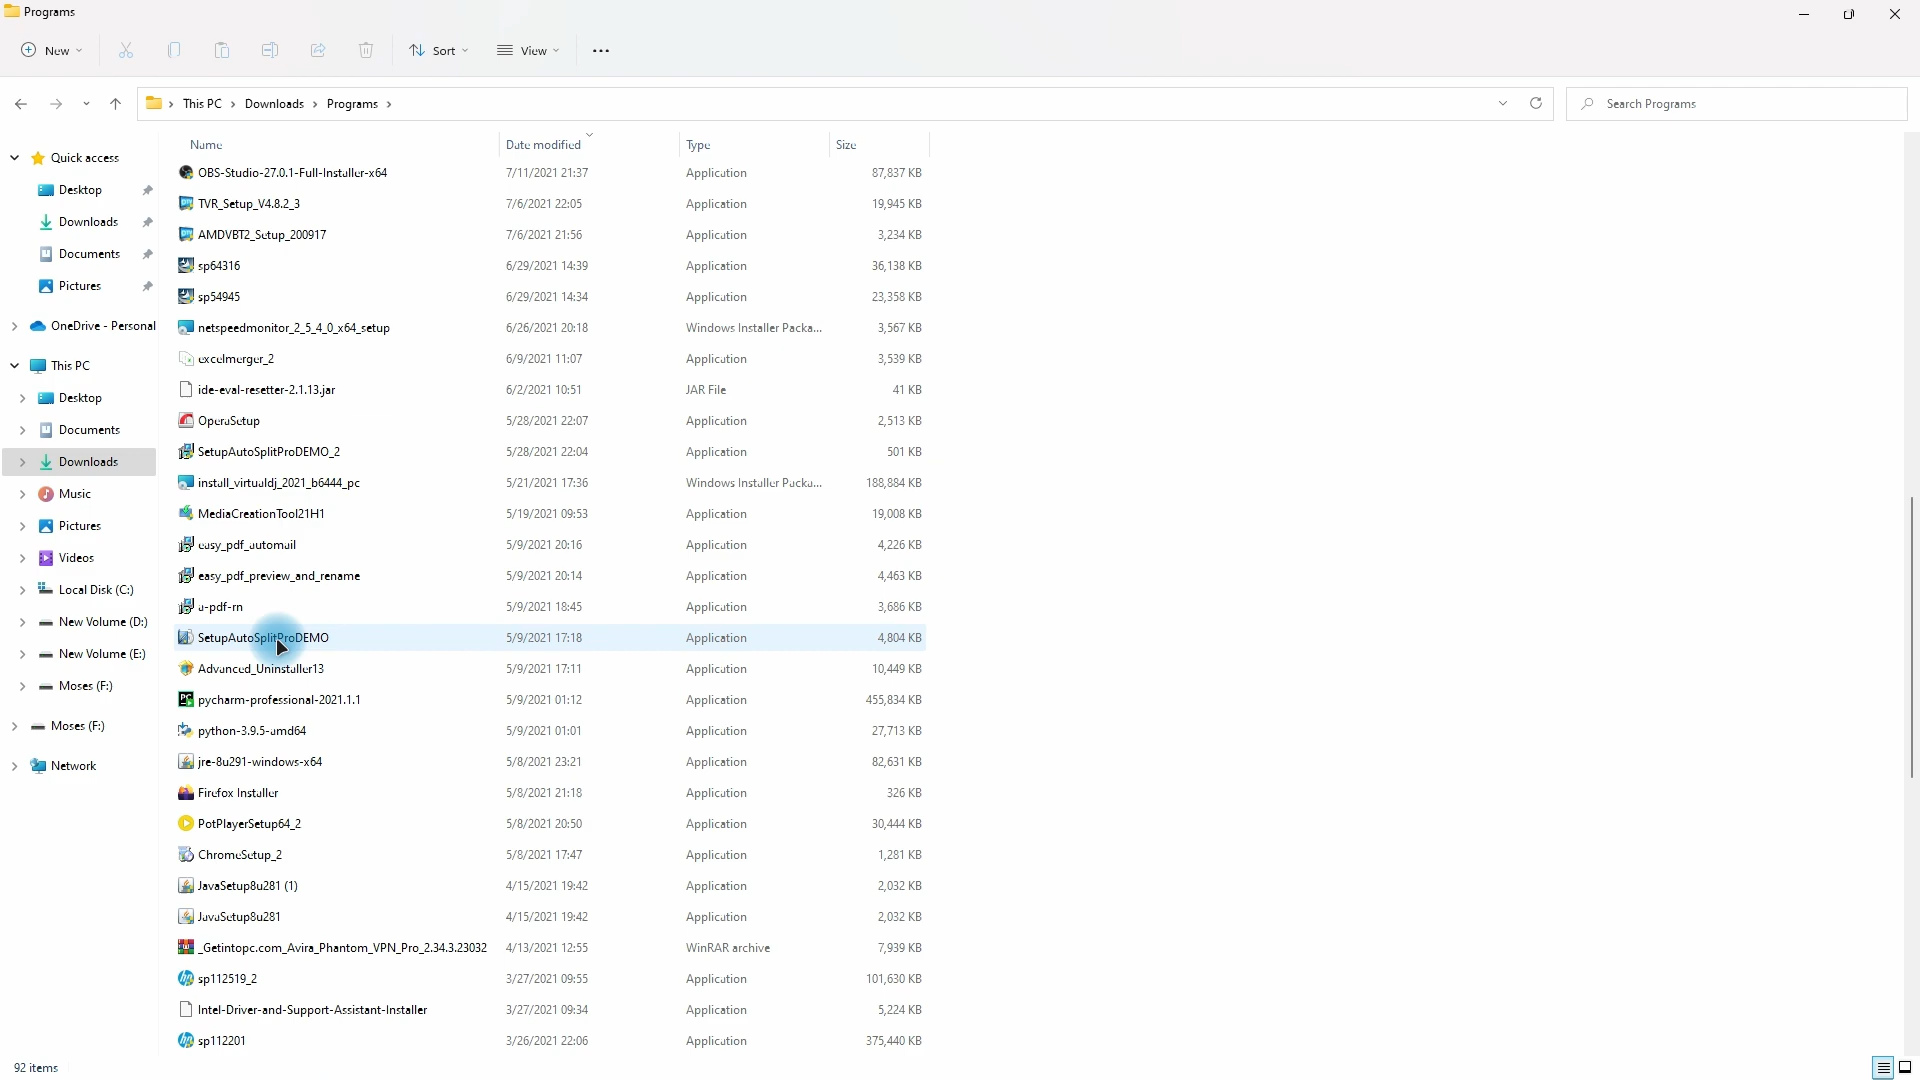 Programs
New
Sort
View
This PC > Downloads > Programs >
Search Programs
Name Date modified Type Size
Quick access
Desktop
Downloads
Documents
Pictures
OneDrive - Personal
This PC
Desktop
Documents
Downloads
Music
Pictures
Videos
Local Disk (C:)
New Volume (D:)
New Volume (E:)
Moses (F:)
Moses (F:)
Network
OBS-Studio-27.0.1-Full-Installer-x64 7/11/2021 21:37 Application 87,837 KB
TVR_Setup_V4.8.2_3 7/6/2021 22:05 Application 19,945 KB
AMDVBT2_Setup_200917 7/6/2021 21:56 Application 3,234 KB
sp64316 6/29/2021 14:39 Application 36,138 KB
sp54945 6/29/2021 14:34 Application 23,358 KB
netspeedmonitor_2_5_4_0_x64_setup 6/26/2021 20:18 Windows Installer Packa... 3,567 KB
excelmerger_2 6/9/2021 11:07 Application 3,539 KB
ide-eval-resetter-2.1.13.jar 6/2/2021 10:51 JAR File 41 KB
OperaSetup 5/28/2021 22:07 Application 2,513 KB
SetupAutoSplitProDEMO_2 5/28/2021 22:04 Application 501 KB
install_virtualdj_2021_b6444_pc 5/21/2021 17:36 Windows Installer Packa... 188,884 KB
MediaCreationTool21H1 5/19/2021 09:53 Application 19,008 KB
easy_pdf_automail 5/9/2021 20:16 Application 4,226 KB
easy_pdf_preview_and_rename 5/9/2021 20:14 Application 4,463 KB
a-pdf-rn 5/9/2021 18:45 Application 3,686 KB
SetupAutoSplitProDEMO 5/9/2021 17:18 Application 4,804 KB
Advanced_Uninstaller13 5/9/2021 17:11 Application 10,449 KB
pycharm-professional-2021.1.1 5/9/2021 01:12 Application 455,834 KB
python-3.9.5-amd64 5/9/2021 01:01 Application 27,713 KB
jre-8u291-windows-x64 5/8/2021 23:21 Application 82,631 KB
Firefox Installer 5/8/2021 21:18 Application 326 KB
PotPlayerSetup64_2 5/8/2021 20:50 Application 30,444 KB
ChromeSetup_2 5/8/2021 17:47 Application 1,281 KB
JavaSetup8u281 (1) 4/15/2021 19:42 Application 2,032 KB
JavaSetup8u281 4/15/2021 19:42 Application 2,032 KB
_Getintopc.com_Avira_Phantom_VPN_Pro_2.34.3.23032 4/13/2021 12:55 WinRAR archive 7,939 KB
sp112519_2 3/27/2021 09:55 Application 101,630 KB
Intel-Driver-and-Support-Assistant-Installer 3/27/2021 09:34 Application 5,224 KB
sp112201 3/26/2021 22:06 Application 375,440 KB
92 items